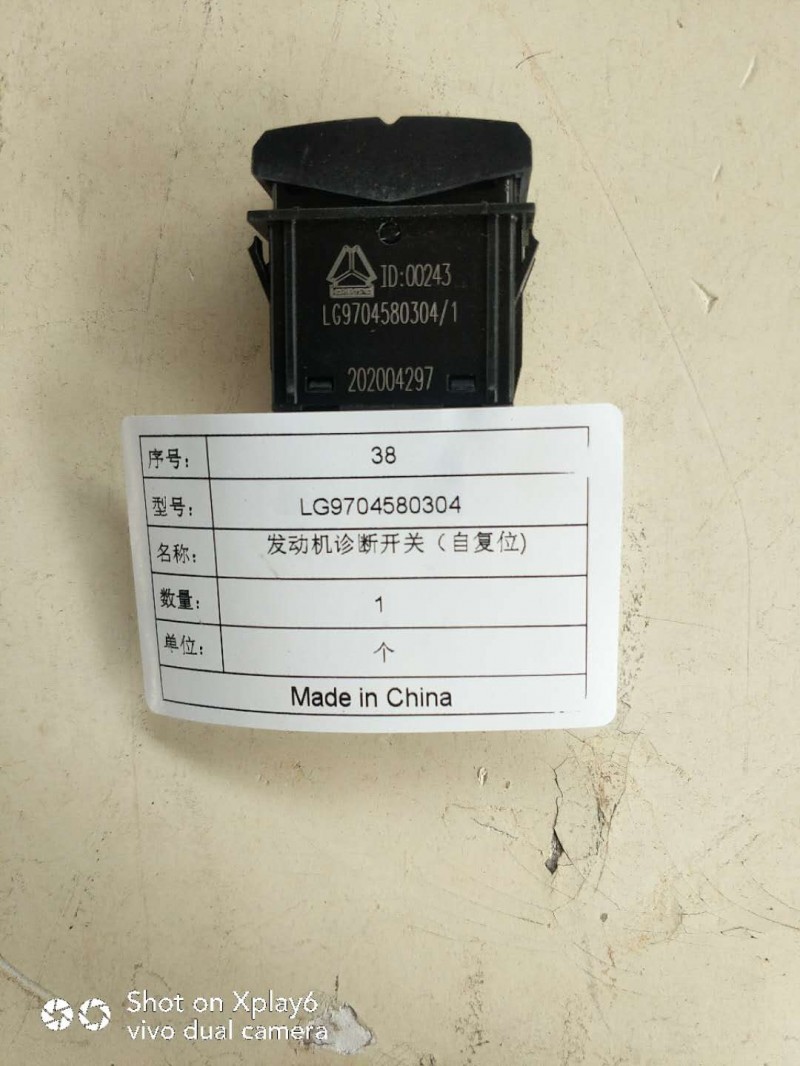 ID:00243
LG9704580304/1
202004297
序号: 38
型号: LG9704580304
名称: 发动机诊断开关（自复位)
数量: 1
单位: 个
Made in China
Shot on Xplay6
vivo dual camera